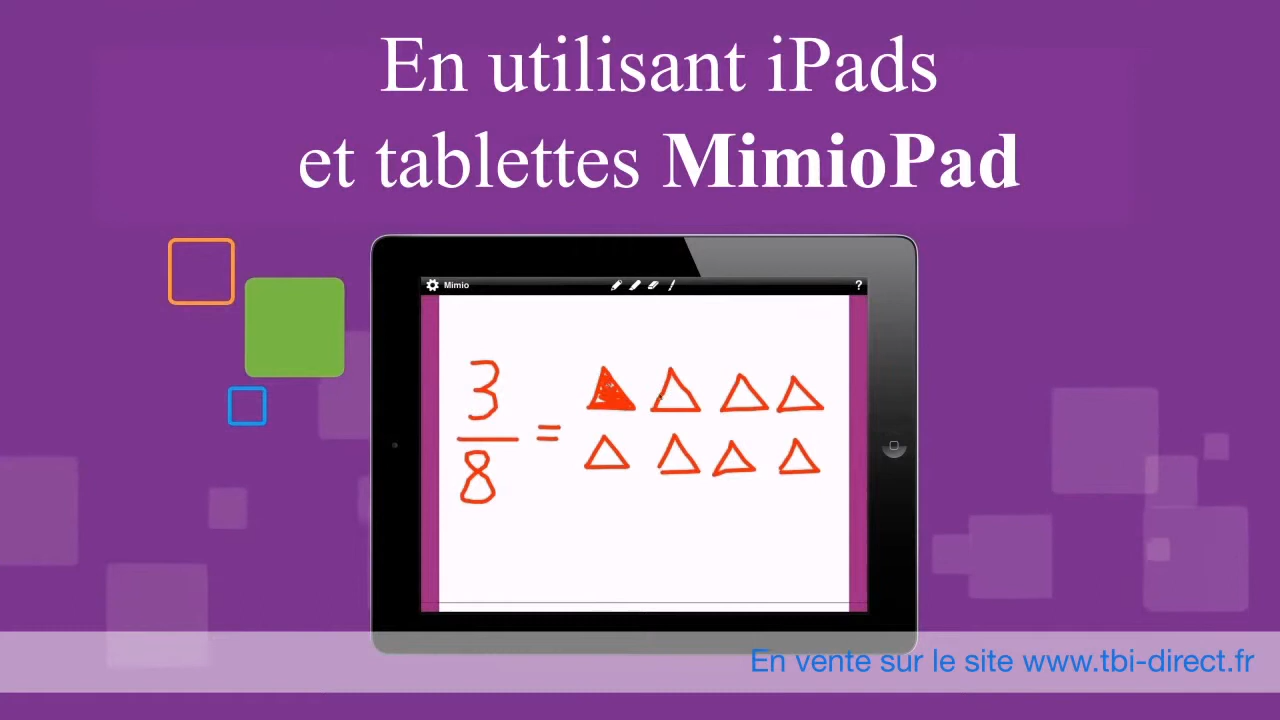 En utilisant iPads
et tablettes MimioPad
Mimio
?
3
8
=
En vente sur le site www.tbi-direct.fr